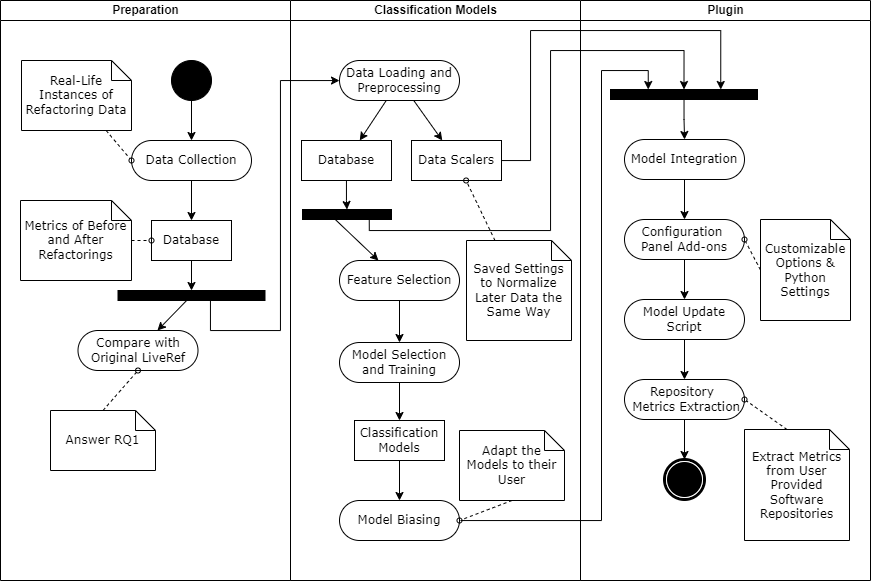 Preparation
Classification Models
Plugin
Real-Life
Instances of
Refactoring Data
Data Collection
Metrics of Before
and After
Refactorings
Database
Compare with
Original LiveRef
Answer RQ1
Data Loading and
Preprocessing
Database
Data Scalers
Saved Settings
to Normalize
Later Data the
Same Way
Feature Selection
Model Selection
and Training
Classification
Models
Adapt the
Models to their
User
Model Biasing
Model Integration
Configuration
Panel Add-ons
Customizable
Options &
Python
Settings
Model Update
Script
Repository
Metrics Extraction
Extract Metrics
from User
Provided
Software
Repositories